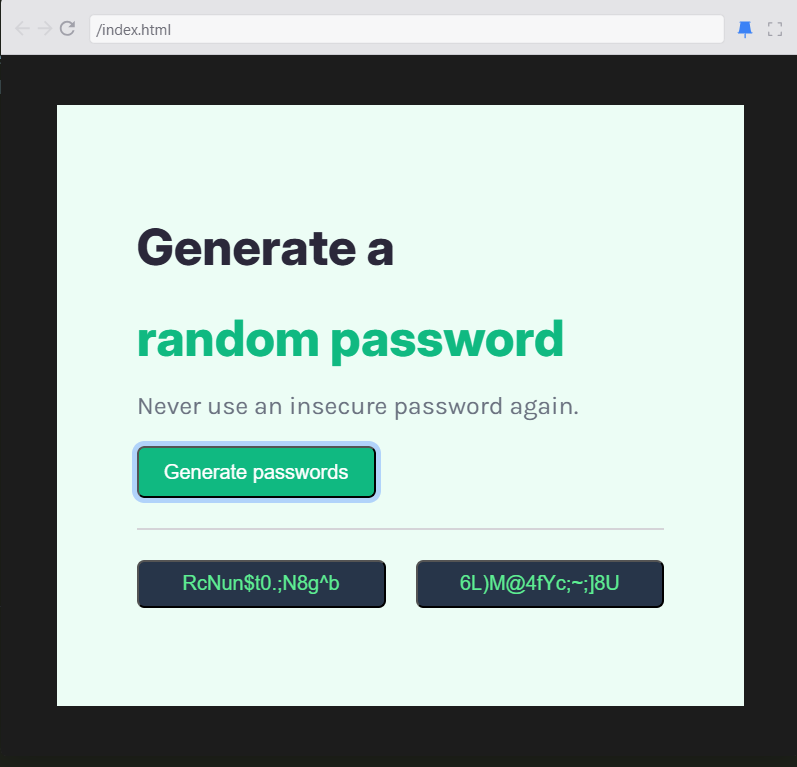 /index.html
Generate a
random password
Never use an insecure password again.
Generate passwords
RcNun$t0.;N8g^b
6L)M@4fYc;~;]8U